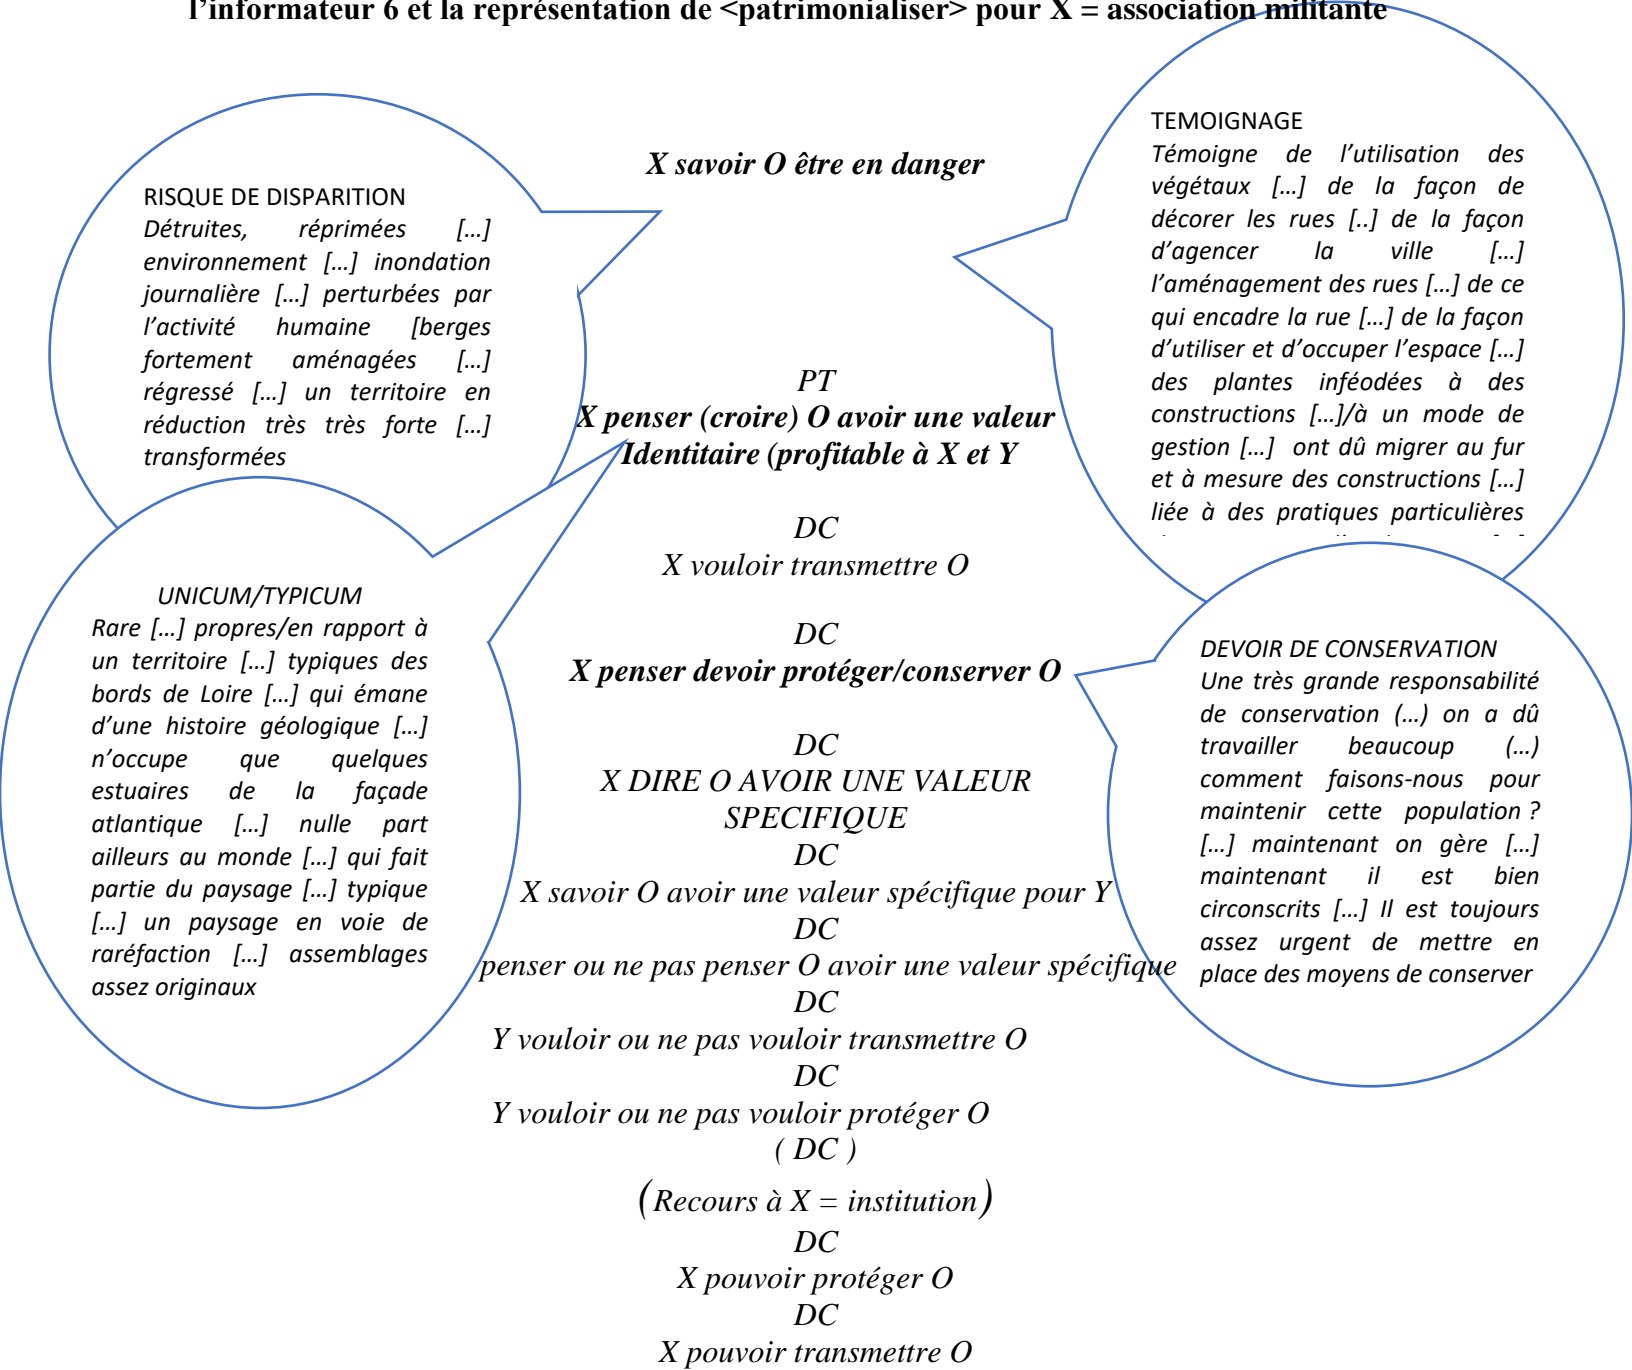 l’informateur 6 et la représentation de <patrimonialiser> pour X = association militante
RISQUE DE DISPARITION
Détruites, réprimées […]
environnement […] inondation
journalière […] perturbées par
l’activité humaine [berges
fortement aménagées […]
régressé […] un territoire en
réduction très très forte […]
transformées
TEMOIGNAGE
Témoigne de l’utilisation des
végétaux […] de la façon de
décorer les rues [..] de la façon
d’agencer la ville […]
l’aménagement des rues […] de ce
qui encadre la rue […] de la façon
d’utiliser et d’occuper l’espace […]
des plantes inféodées à des
constructions […]/à un mode de
gestion […] ont dû migrer au fur
et à mesure des constructions […]
liée à des pratiques particulières
UNICUM/TYPICUM
Rare […] propres/en rapport à
un territoire […] typiques des
bords de Loire […] qui émane
d’une histoire géologique […]
n’occupe que quelques
estuaires de la façade
atlantique […] nulle part
ailleurs au monde […] qui fait
partie du paysage […] typique
[…] un paysage en voie de
raréfaction […] assemblages
assez originaux
DEVOIR DE CONSERVATION
Une très grande responsabilité
de conservation (…) on a dû
travailler beaucoup (…)
comment faisons-nous pour
maintenir cette population ?
[…] maintenant on gère […]
maintenant il est bien
circonscrits […] Il est toujours
assez urgent de mettre en
place des moyens de conserver
X savoir O être en danger
PT
X penser (croire) O avoir une valeur
Identitaire (profitable à X et Y
DC
X vouloir transmettre O
DC
X penser devoir protéger/conserver O
DC
X DIRE O AVOIR UNE VALEUR
SPECIFIQUE
DC
X savoir O avoir une valeur spécifique pour Y
DC
penser ou ne pas penser O avoir une valeur spécifique
DC
Y vouloir ou ne pas vouloir transmettre O
DC
Y vouloir ou ne pas vouloir protéger O
( DC )
(Recours à X = institution)
DC
X pouvoir protéger O
DC
X pouvoir transmettre O